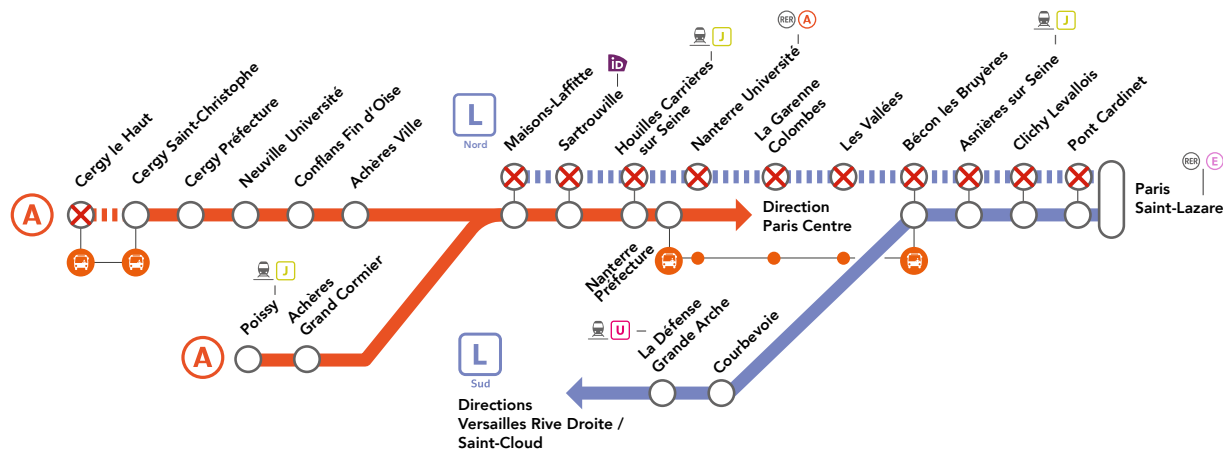 Cergy le Haut
Cergy Saint-Christophe
Cergy Préfecture
Neuville Université
Conflans Fin d'Oise
Achères Ville
L
Nord
Maisons-Laffitte
iD
Sartrouville
J
Houilles Carrières
sur Seine
RER A
Nanterre Université
La Garenne
Colombes
Les Vallées
Bécon les Bruyères
J
Asnières sur Seine
Clichy Levallois
Pont Cardinet
RER E
Paris
Saint-Lazare
A
Direction
Paris Centre
Nanterre
Préfecture
J
Poissy
Achères
Grand Cormier
A
L
Sud
U
La Défense
Grande Arche
Courbevoie
Directions
Versailles Rive Droite /
Saint-Cloud